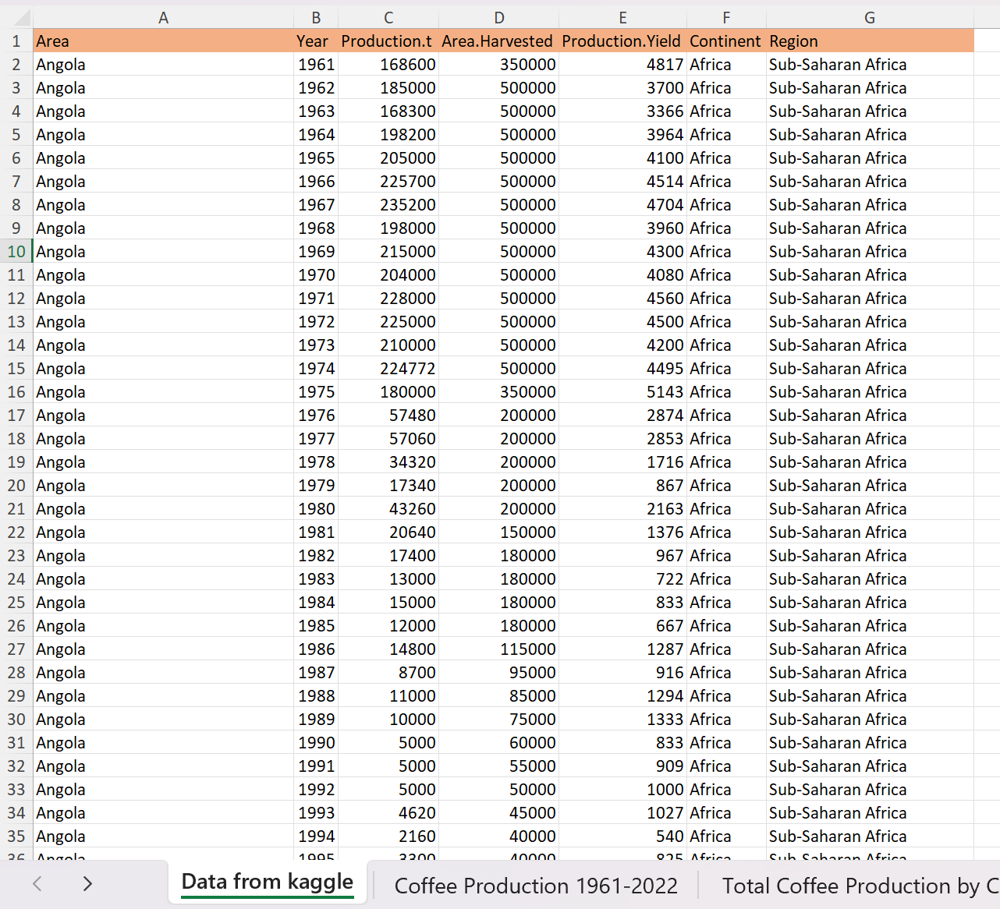 A B C D E F G
1 Area Year Production.t Area.Harvested Production.Yield Continent Region
2 Angola 1961 168600 350000 4817 Africa Sub-Saharan Africa
3 Angola 1962 185000 500000 3700 Africa Sub-Saharan Africa
4 Angola 1963 168300 500000 3366 Africa Sub-Saharan Africa
5 Angola 1964 198200 500000 3964 Africa Sub-Saharan Africa
6 Angola 1965 205000 500000 4100 Africa Sub-Saharan Africa
7 Angola 1966 225700 500000 4514 Africa Sub-Saharan Africa
8 Angola 1967 235200 500000 4704 Africa Sub-Saharan Africa
9 Angola 1968 198000 500000 3960 Africa Sub-Saharan Africa
10 Angola 1969 215000 500000 4300 Africa Sub-Saharan Africa
11 Angola 1970 204000 500000 4080 Africa Sub-Saharan Africa
12 Angola 1971 228000 500000 4560 Africa Sub-Saharan Africa
13 Angola 1972 225000 500000 4500 Africa Sub-Saharan Africa
14 Angola 1973 210000 500000 4200 Africa Sub-Saharan Africa
15 Angola 1974 224772 500000 4495 Africa Sub-Saharan Africa
16 Angola 1975 180000 350000 5143 Africa Sub-Saharan Africa
17 Angola 1976 57480 200000 2874 Africa Sub-Saharan Africa
18 Angola 1977 57060 200000 2853 Africa Sub-Saharan Africa
19 Angola 1978 34320 200000 1716 Africa Sub-Saharan Africa
20 Angola 1979 17340 200000 867 Africa Sub-Saharan Africa
21 Angola 1980 43260 200000 2163 Africa Sub-Saharan Africa
22 Angola 1981 20640 150000 1376 Africa Sub-Saharan Africa
23 Angola 1982 17400 180000 967 Africa Sub-Saharan Africa
24 Angola 1983 13000 180000 722 Africa Sub-Saharan Africa
25 Angola 1984 15000 180000 833 Africa Sub-Saharan Africa
26 Angola 1985 12000 180000 667 Africa Sub-Saharan Africa
27 Angola 1986 14800 115000 1287 Africa Sub-Saharan Africa
28 Angola 1987 8700 95000 916 Africa Sub-Saharan Africa
29 Angola 1988 11000 85000 1294 Africa Sub-Saharan Africa
30 Angola 1989 10000 75000 1333 Africa Sub-Saharan Africa
31 Angola 1990 5000 60000 833 Africa Sub-Saharan Africa
32 Angola 1991 5000 55000 909 Africa Sub-Saharan Africa
33 Angola 1992 5000 50000 1000 Africa Sub-Saharan Africa
34 Angola 1993 4620 45000 1027 Africa Sub-Saharan Africa
35 Angola 1994 2160 40000 540 Africa Sub-Saharan Africa
36 Angola 1995 3300 40000 825 Africa Sub-Saharan Africa
Data from kaggle Coffee Production 1961-2022 Total Coffee Production by C